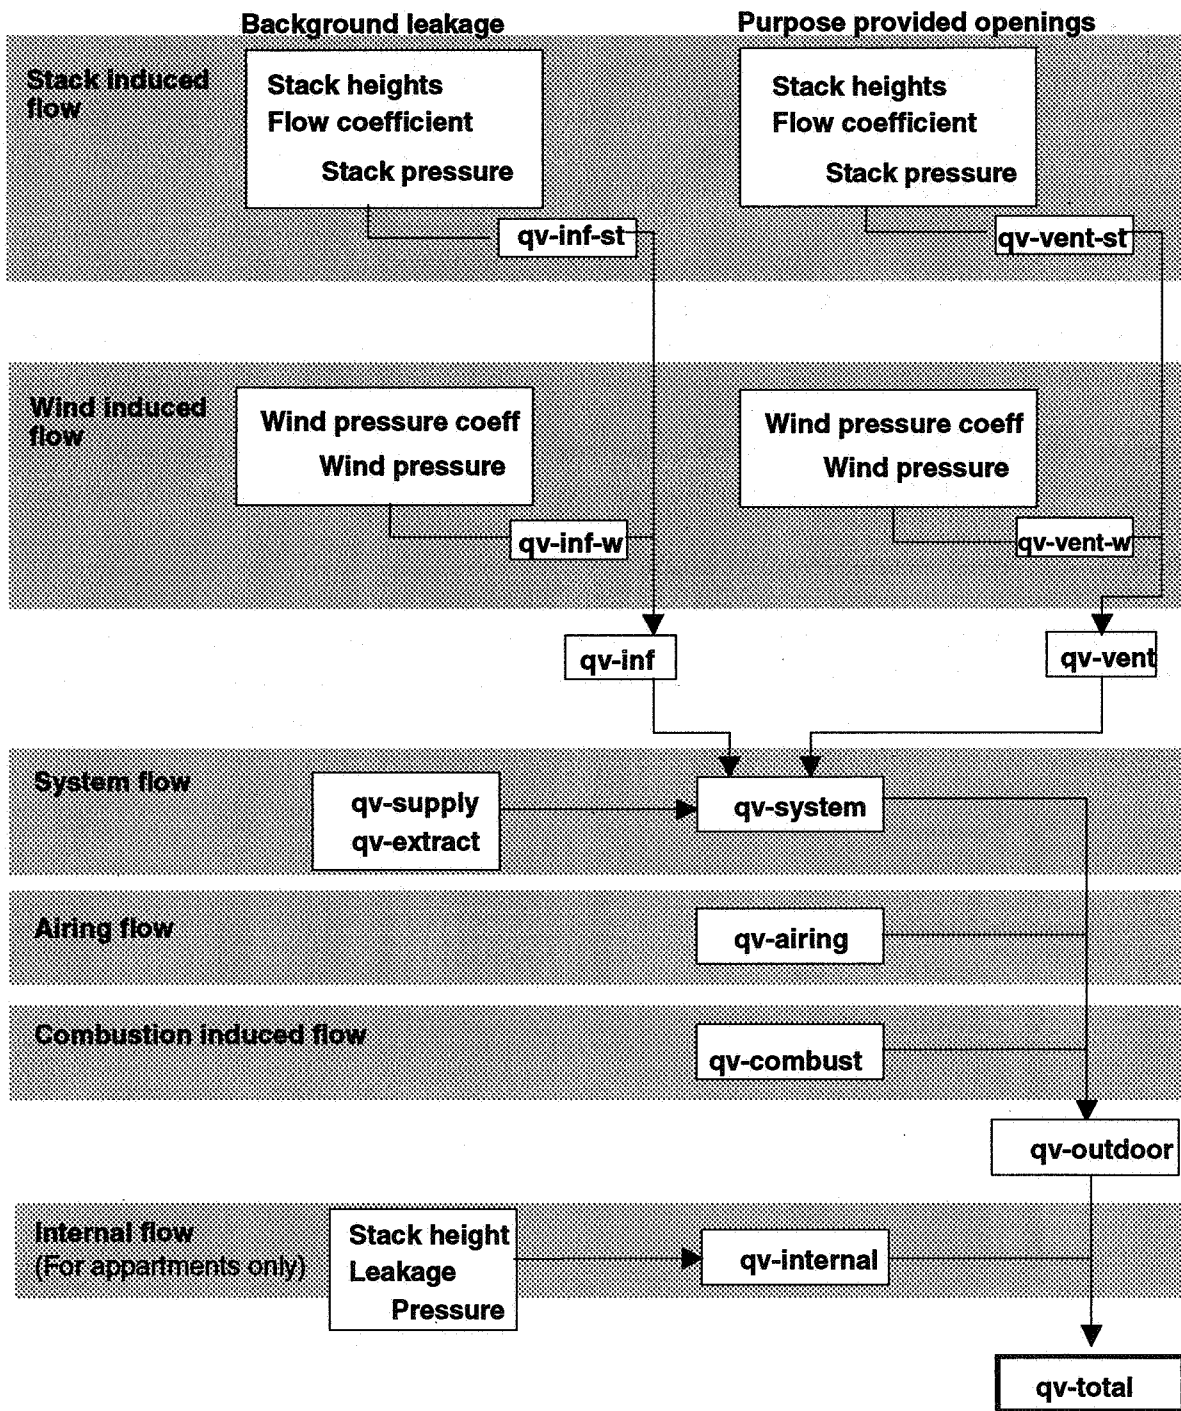 Background leakage
Purpose provided openings
Stack induced
flow
Stack heights
Flow coefficient
Stack pressure
Stack heights
Flow coefficient
Stack pressure
qv-inf-st
qv-vent-st
Wind induced
flow
Wind pressure coeff
Wind pressure
Wind pressure coeff
Wind pressure
qv-inf-w
qv-vent-w
qv-inf
qv-vent
System flow
qv-supply
qv-extract
qv-system
Airing flow
qv-airing
Combustion induced flow
qv-combust
qv-outdoor
Internal flow
(For appartments only)
Stack height
Leakage
Pressure
qv-internal
qv-total